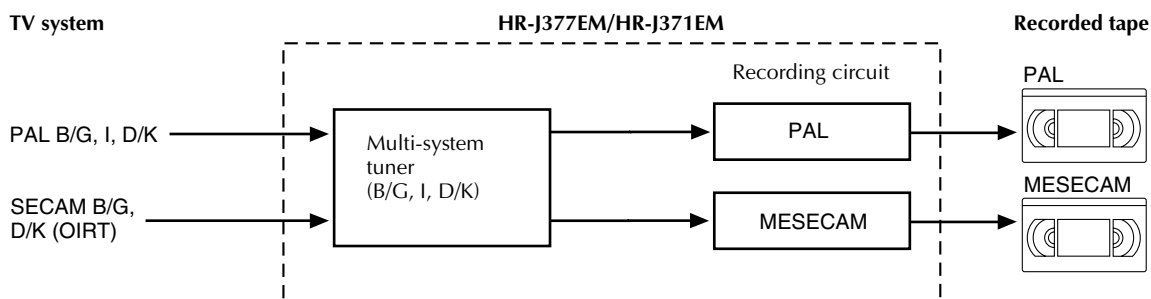 TV system
HR-J377EM/HR-J371EM
Recorded tape
Recording circuit
PAL
PAL B/G, I, D/K
Multi-system
tuner
(B/G, I, D/K)
PAL
MESECAM
SECAM B/G,
D/K (OIRT)
MESECAM